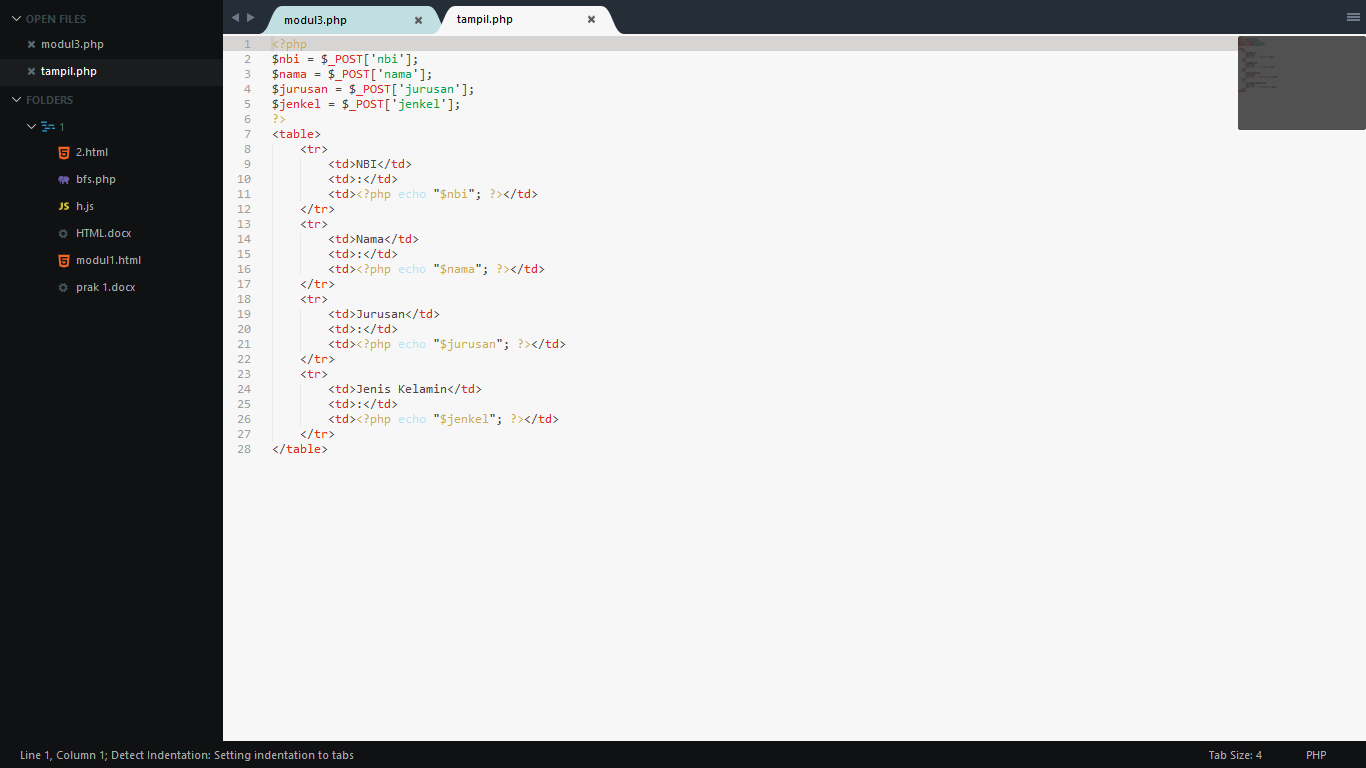 OPEN FILES
modul3.php
tampil.php
FOLDERS
1
2.html
bfs.php
JS h.js
HTML.docx
modul1.html
prak 1.docx
modul3.php
tampil.php
1 <?php
2 $nbi = $_POST['nbi'];
3 $nama = $_POST['nama'];
4 $jurusan = $_POST['jurusan'];
5 $jenkel = $_POST['jenkel'];
6 ?>
7 <table>
8     <tr>
9         <td>NBI</td>
10         <td>:</td>
11         <td><?php echo "$nbi"; ?></td>
12     </tr>
13     <tr>
14         <td>Nama</td>
15         <td>:</td>
16         <td><?php echo "$nama"; ?></td>
17     </tr>
18     <tr>
19         <td>Jurusan</td>
20         <td>:</td>
21         <td><?php echo "$jurusan"; ?></td>
22     </tr>
23     <tr>
24         <td>Jenis Kelamin</td>
25         <td>:</td>
26         <td><?php echo "$jenkel"; ?></td>
27     </tr>
28 </table>
Line 1, Column 1; Detect Indentation: Setting indentation to tabs
Tab Size: 4
PHP